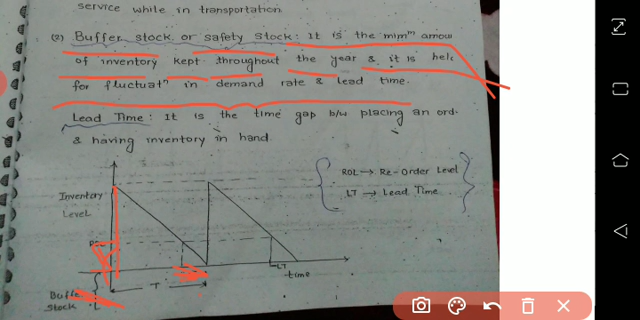 service while in transportation
(2) Buffer stock or safety stock: It is the minm amou
of inventory kept throughout the year & it is hel
for fluctuatn in demand rate & lead time.
Lead Time: It is the time gap b/w placing an ord-
& having inventory in hand.
ROL → Re-Order Level
LT → Lead Time
Inventory
Level
LT
time
T
Buffer
Stock